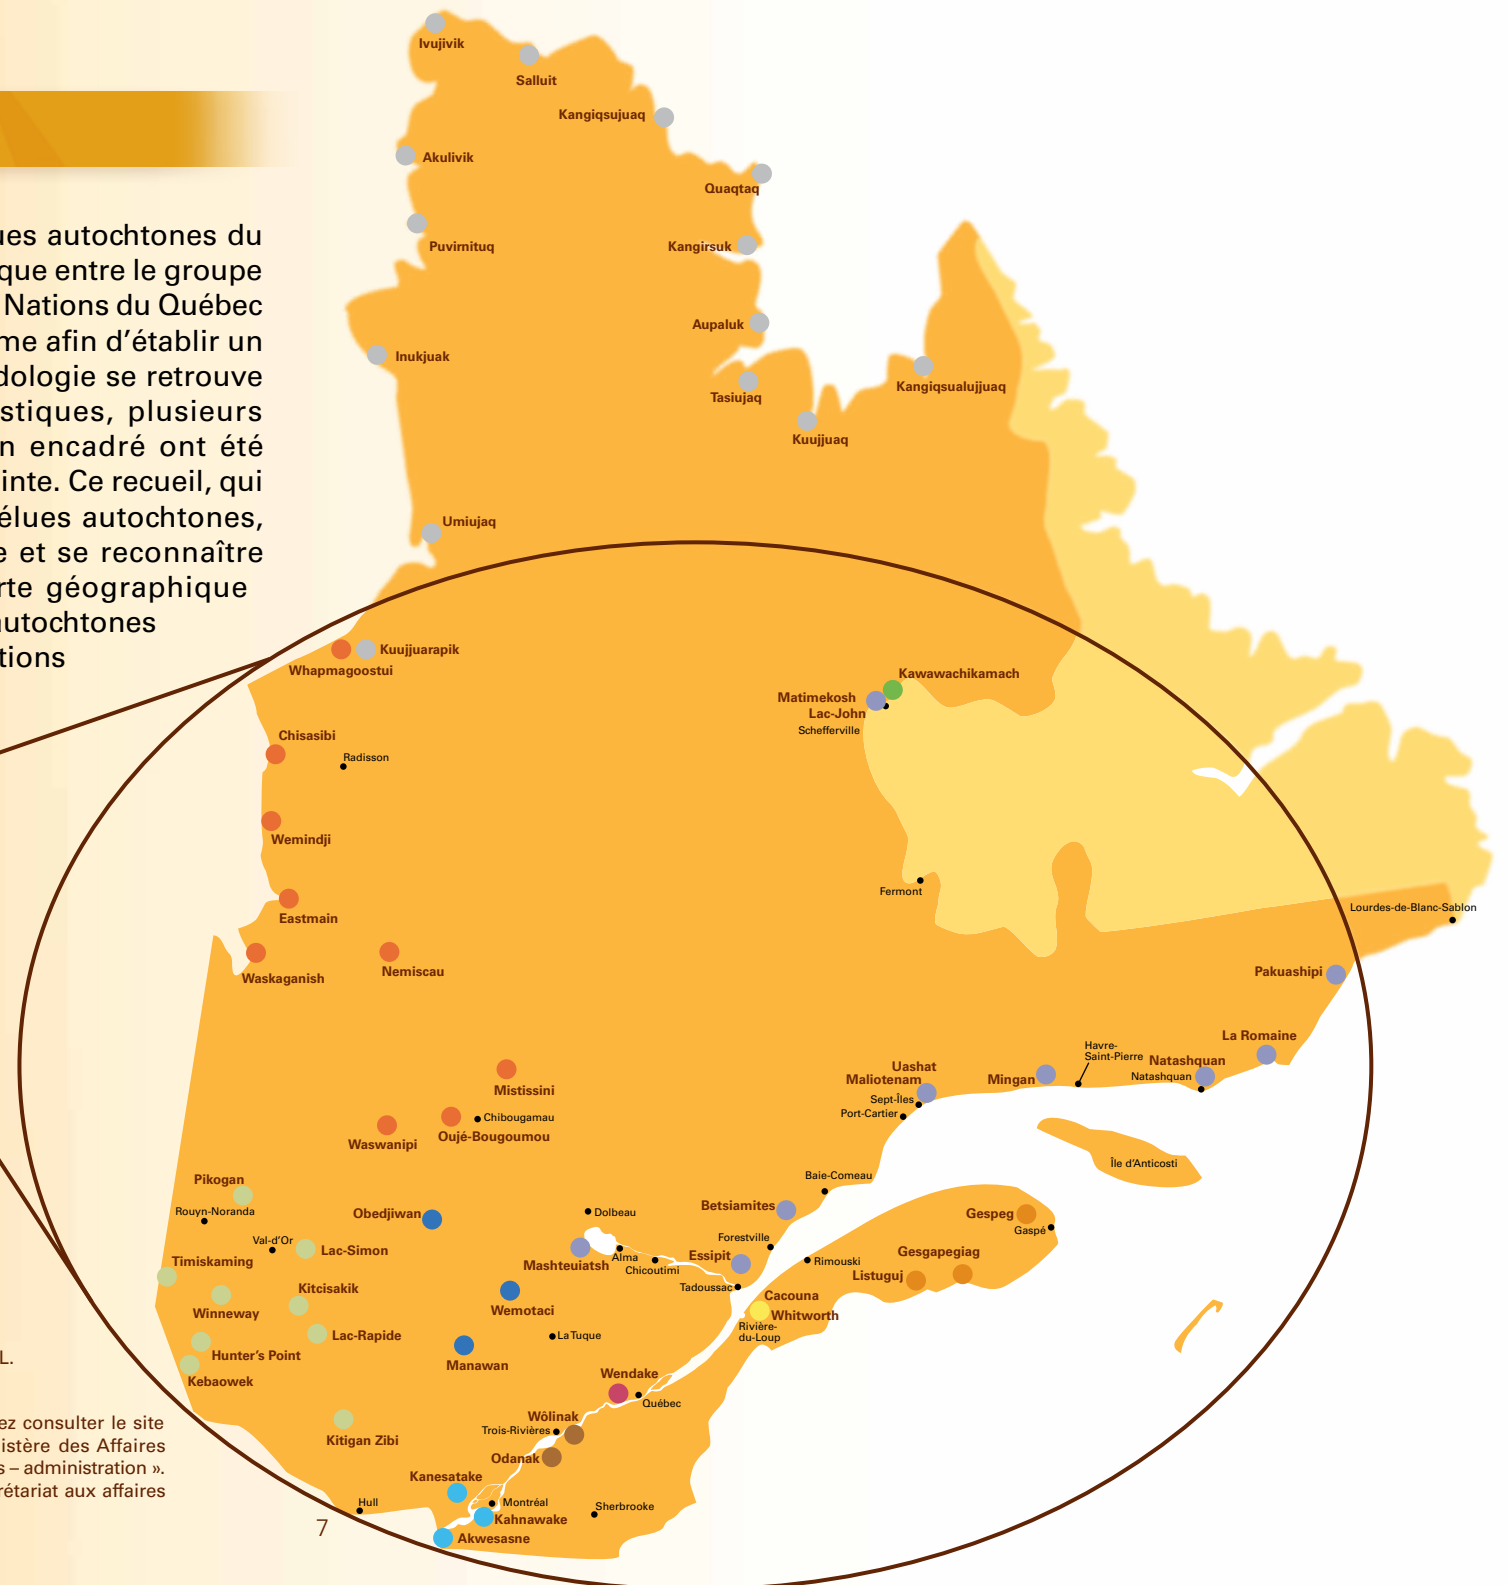 ues autochtones du
que entre le groupe
Nations du Québec
me afin d'établir un
dologie se retrouve
stiques, plusieurs
n encadré ont été
inte. Ce recueil, qui
élues autochtones,
e et se reconnaître
rte géographique
autochtones
tions
Ivujivik
Salluit
Kangiqsujuaq
Akulivik
Quaqtaq
Puvirnituq
Kangirsuk
Aupaluk
Inukjuak
Tasiujaq
Kangiqsualujjuaq
Kuujjuaq
Umiujaq
Kuujjuarapik
Whapmagoostui
Kawawachikamach
Matimekosh
Lac-John
Schefferville
Chisasibi
Radisson
Wemindji
Fermont
Eastmain
Lourdes-de-Blanc-Sablon
Waskaganish
Nemiscau
Pakuashipi
La Romaine
Havre-
Saint-Pierre
Natashquan
Natashquan
Uashat
Maliotenam
Mingan
Sept-Îles
Port-Cartier
Mistissini
Chibougamau
Oujé-Bougoumou
Waswanipi
Île d'Anticosti
Pikogan
Rouyn-Noranda
Baie-Comeau
Betsiamites
Obedjiwan
Dolbeau
Gespeg
Gaspé
Val-d'Or
Lac-Simon
Forestville
Timiskaming
Mashteuiatsh
Alma
Chicoutimi
Essipit
Rimouski
Gesgapegiag
Listuguj
Tadoussac
Kitcisakik
Winneway
Wemotaci
Cacouna
Whitworth
Rivière-
du-Loup
Lac-Rapide
La Tuque
Hunter's Point
Manawan
Kebaowek
Wendake
Québec
Wôlinak
Trois-Rivières
Kitigan Zibi
Odanak
Kanesatake
Hull
Montréal
Sherbrooke
Kahnawake
Akwesasne
L.
ez consulter le site
istère des Affaires
s – administration ».
rétariat aux affaires
7